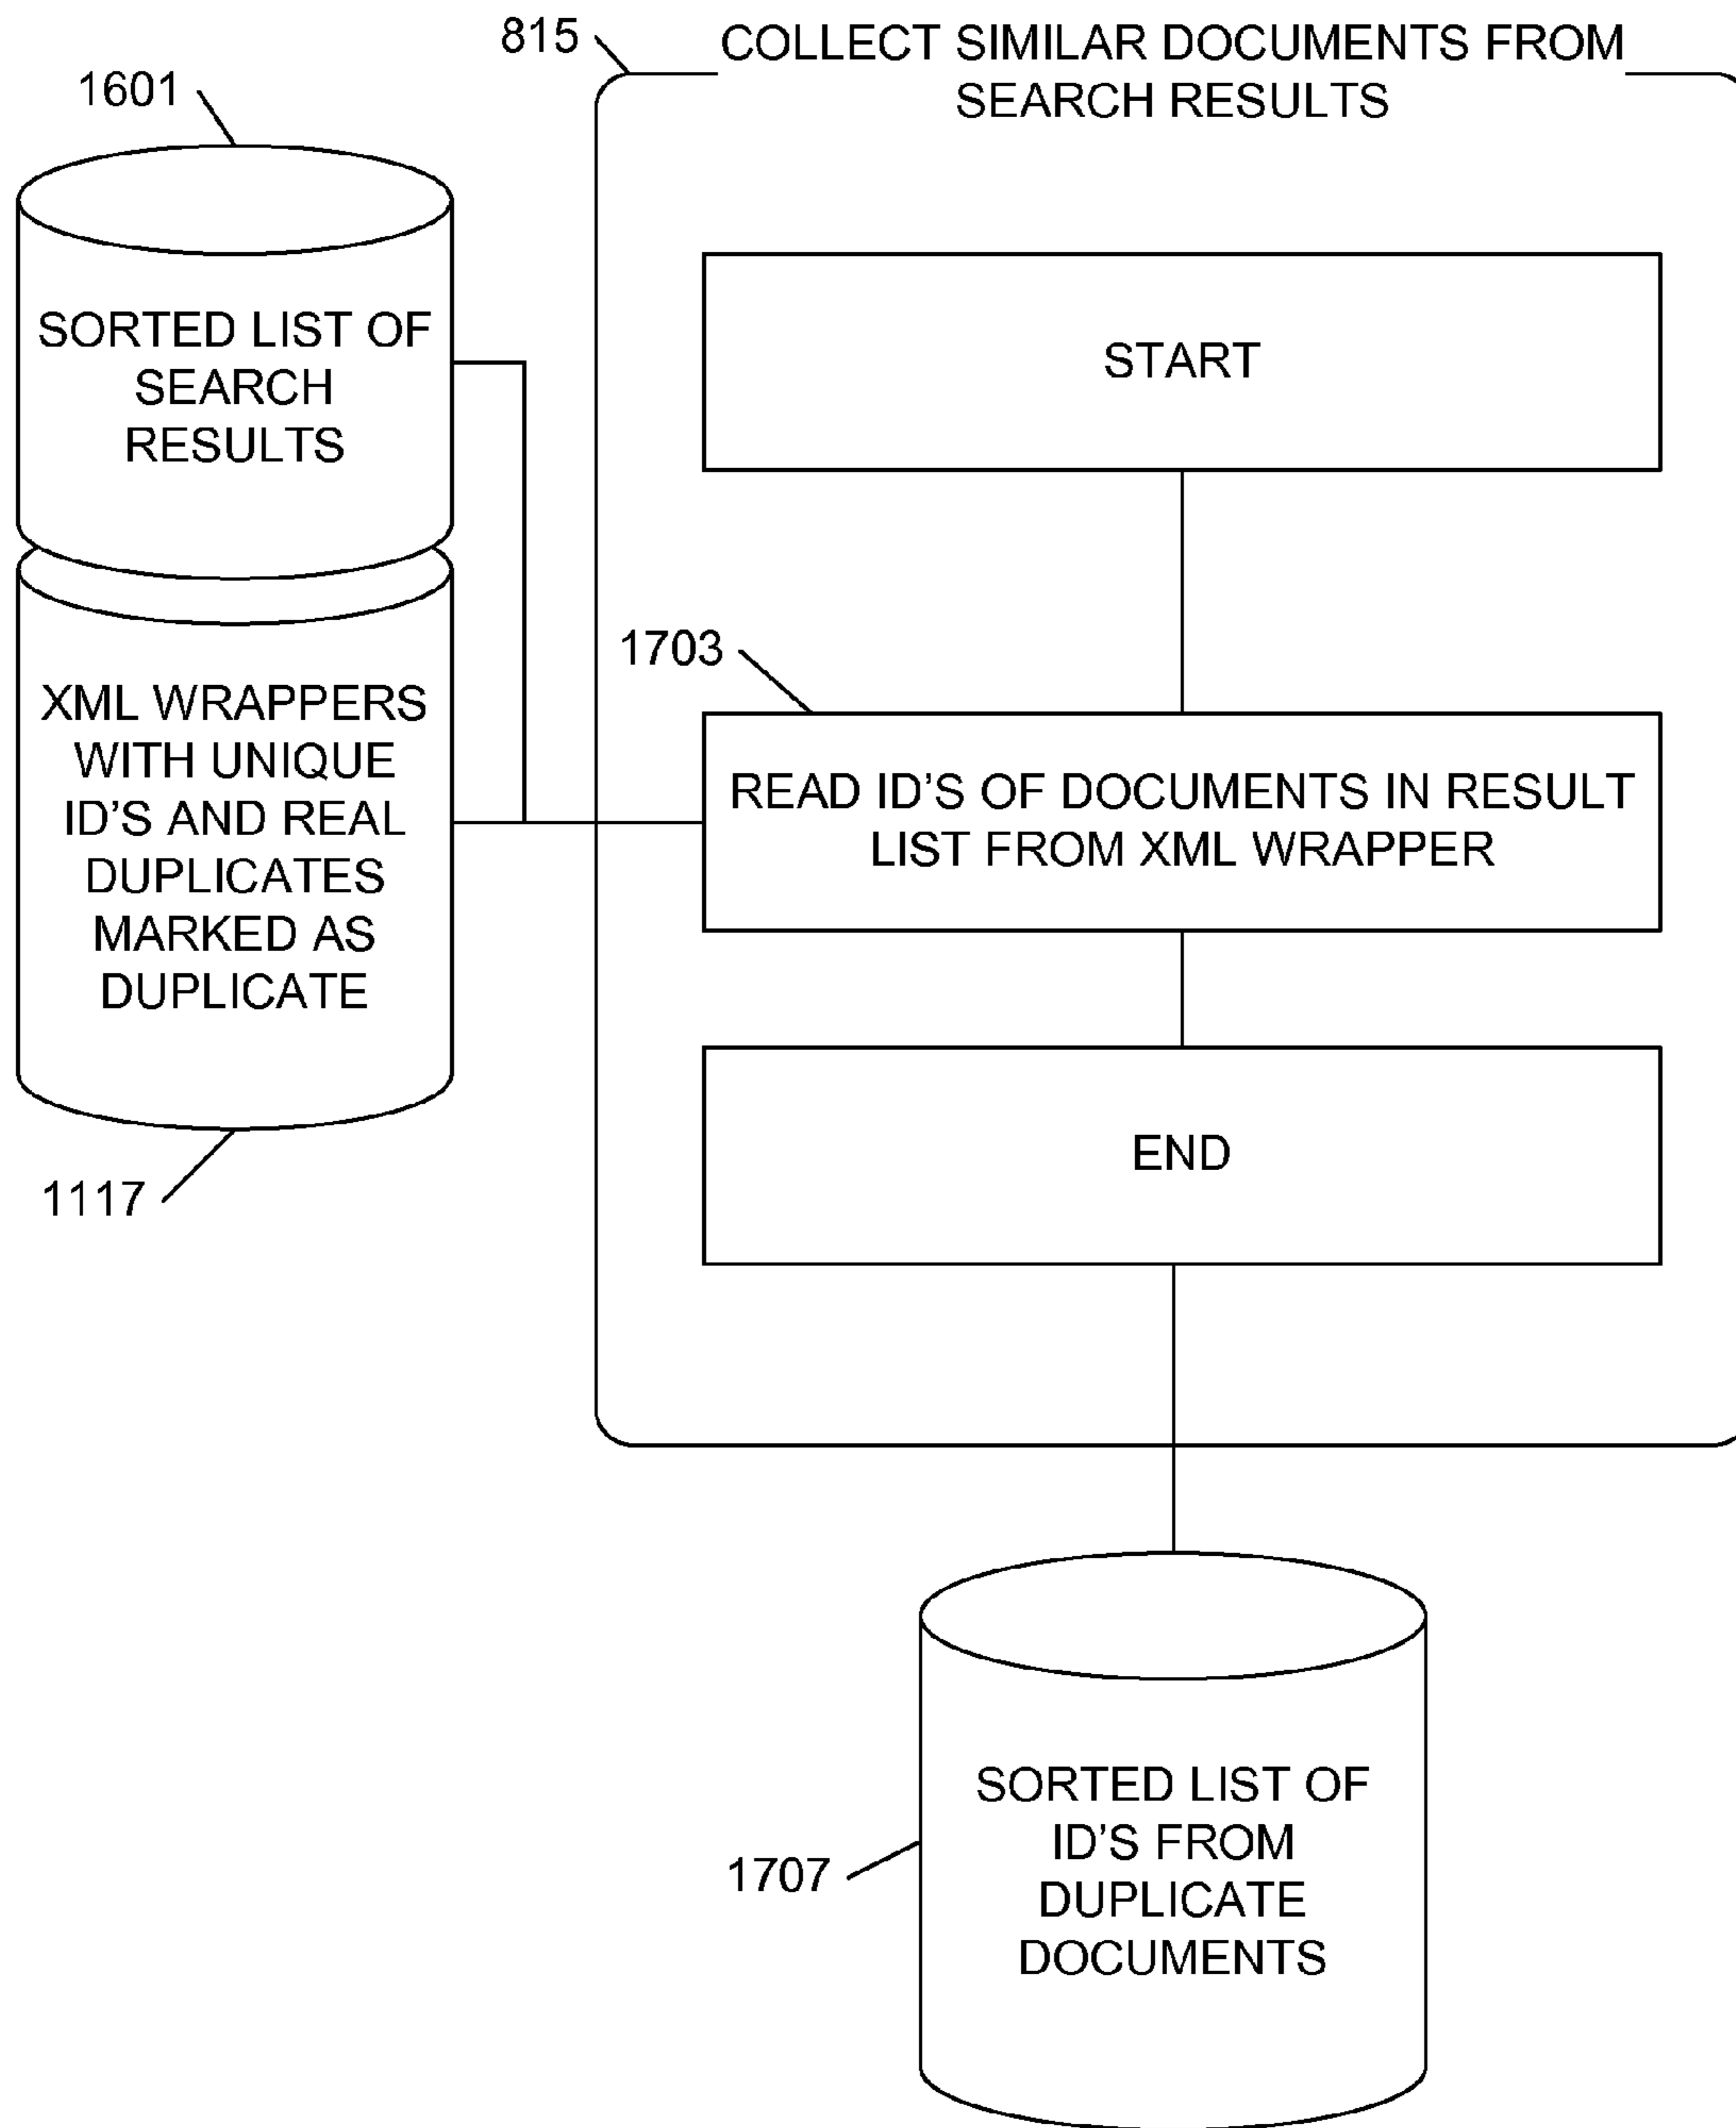 815
COLLECT SIMILAR DOCUMENTS FROM
SEARCH RESULTS
1601
SORTED LIST OF
SEARCH
RESULTS
START
1703
XML WRAPPERS
WITH UNIQUE
ID'S AND REAL
DUPLICATES
MARKED AS
DUPLICATE
READ ID'S OF DOCUMENTS IN RESULT
LIST FROM XML WRAPPER
END
1117
SORTED LIST OF
ID'S FROM
DUPLICATE
DOCUMENTS
1707